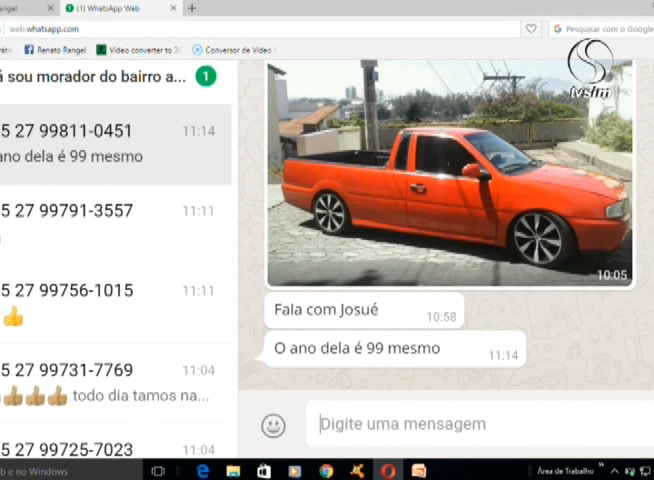 angel
(1) WhatsApp Web
web.whatsapp.com
Pesquisar com o Google
Renato Rangel
Video converter to 3
Conversor de Vídeo
á sou morador do bairro a...
1
5 27 99811-0451
11:14
ano dela é 99 mesmo
5 27 99791-3557
11:11
5 27 99756-1015
11:11
5 27 99731-7769
11:04
todo dia tamos na...
5 27 99725-7023
11:04
tvsim
10:05
Fala com Josué
10:58
O ano dela é 99 mesmo
11:14
Digite uma mensagem
b e no Windows
Área de Trabalho